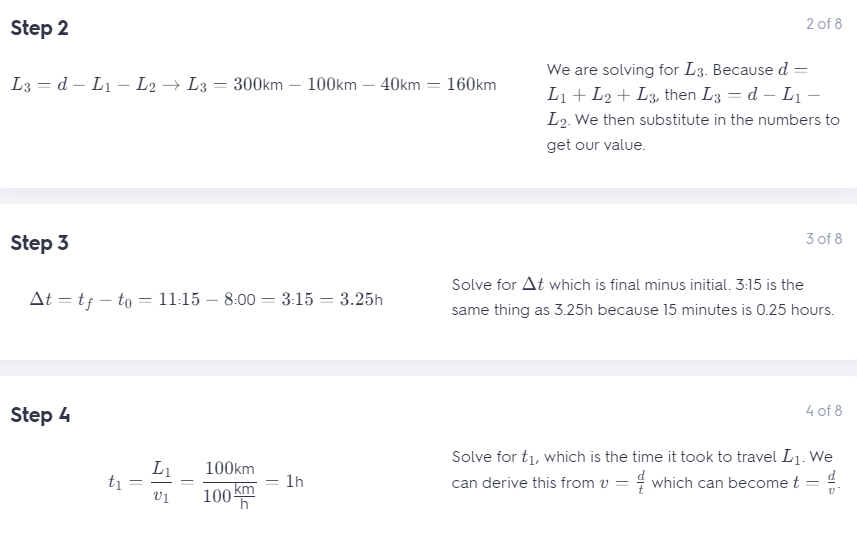 Step 2
2 of 8
L₃ = d − L₁ − L₂ → L₃ = 300km − 100km − 40km = 160km
We are solving for L₃. Because d =
L₁ + L₂ + L₃, then L₃ = d − L₁ −
L₂. We then substitute in the numbers to
get our value.
Step 3
3 of 8
Δt = t_f − t₀ = 11:15 − 8:00 = 3:15 = 3.25h
Solve for Δt which is final minus initial. 3:15 is the
same thing as 3.25h because 15 minutes is 0.25 hours.
Step 4
4 of 8
t₁ = L₁/v₁ = 100km/(100 km/h) = 1h
Solve for t₁, which is the time it took to travel L₁. We
can derive this from v = d/t which can become t = d/v.